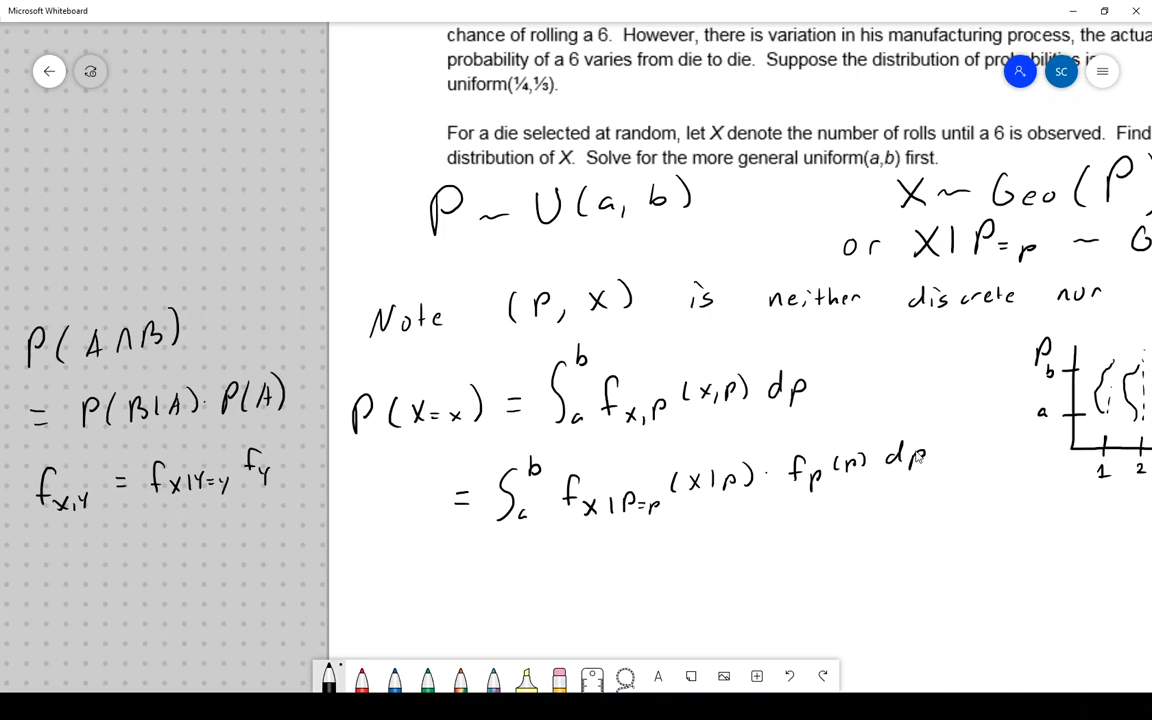 Microsoft Whiteboard
chance of rolling a 6. However, there is variation in his manufacturing process, the actua
probability of a 6 varies from die to die. Suppose the distribution of probabilities is
SC
uniform(¼,⅓).
For a die selected at random, let X denote the number of rolls until a 6 is observed. Find
distribution of X. Solve for the more general uniform(a,b) first.
P ~ U(a, b)
X ~ Geo(P)
or X|P=p ~ G
Note (P, X) is neither discrete nor
P(A∩B)
= P(B|A)·P(A)
f_{X,Y} = f_{X|Y=y} f_Y
P(X=x) = ∫_a^b f_{X,P}(x,p) dp
= ∫_a^b f_{X|P=p}(x|p) · f_P(p) dp
P
b
a
1 2
A